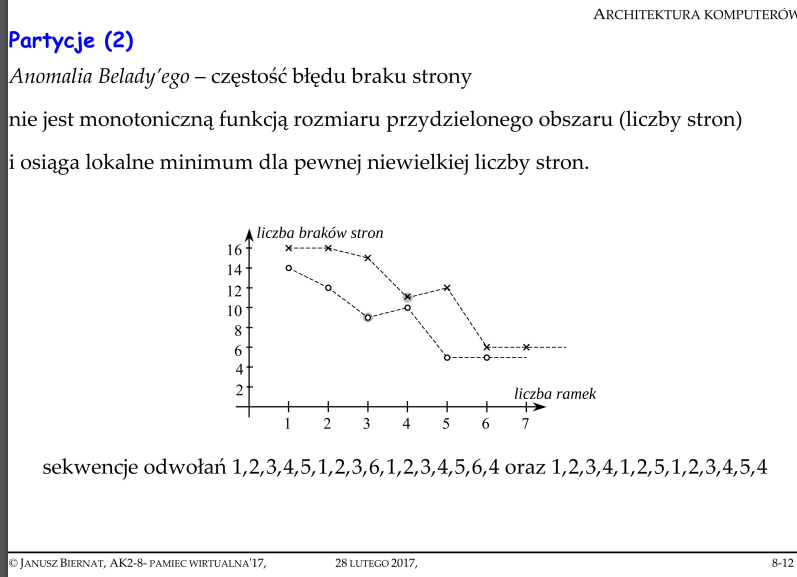 ARCHITEKTURA KOMPUTERÓW
Partycje (2)
Anomalia Belady'ego – częstość błędu braku strony
nie jest monotoniczną funkcją rozmiaru przydzielonego obszaru (liczby stron)
i osiąga lokalne minimum dla pewnej niewielkiej liczby stron.
liczba braków stron
16
14
12
10
8
6
4
2
liczba ramek
1 2 3 4 5 6 7
sekwencje odwołań 1,2,3,4,5,1,2,3,6,1,2,3,4,5,6,4 oraz 1,2,3,4,1,2,5,1,2,3,4,5,4
© JANUSZ BIERNAT, AK2-8- PAMIEC WIRTUALNA'17, 28 LUTEGO 2017, 8-12